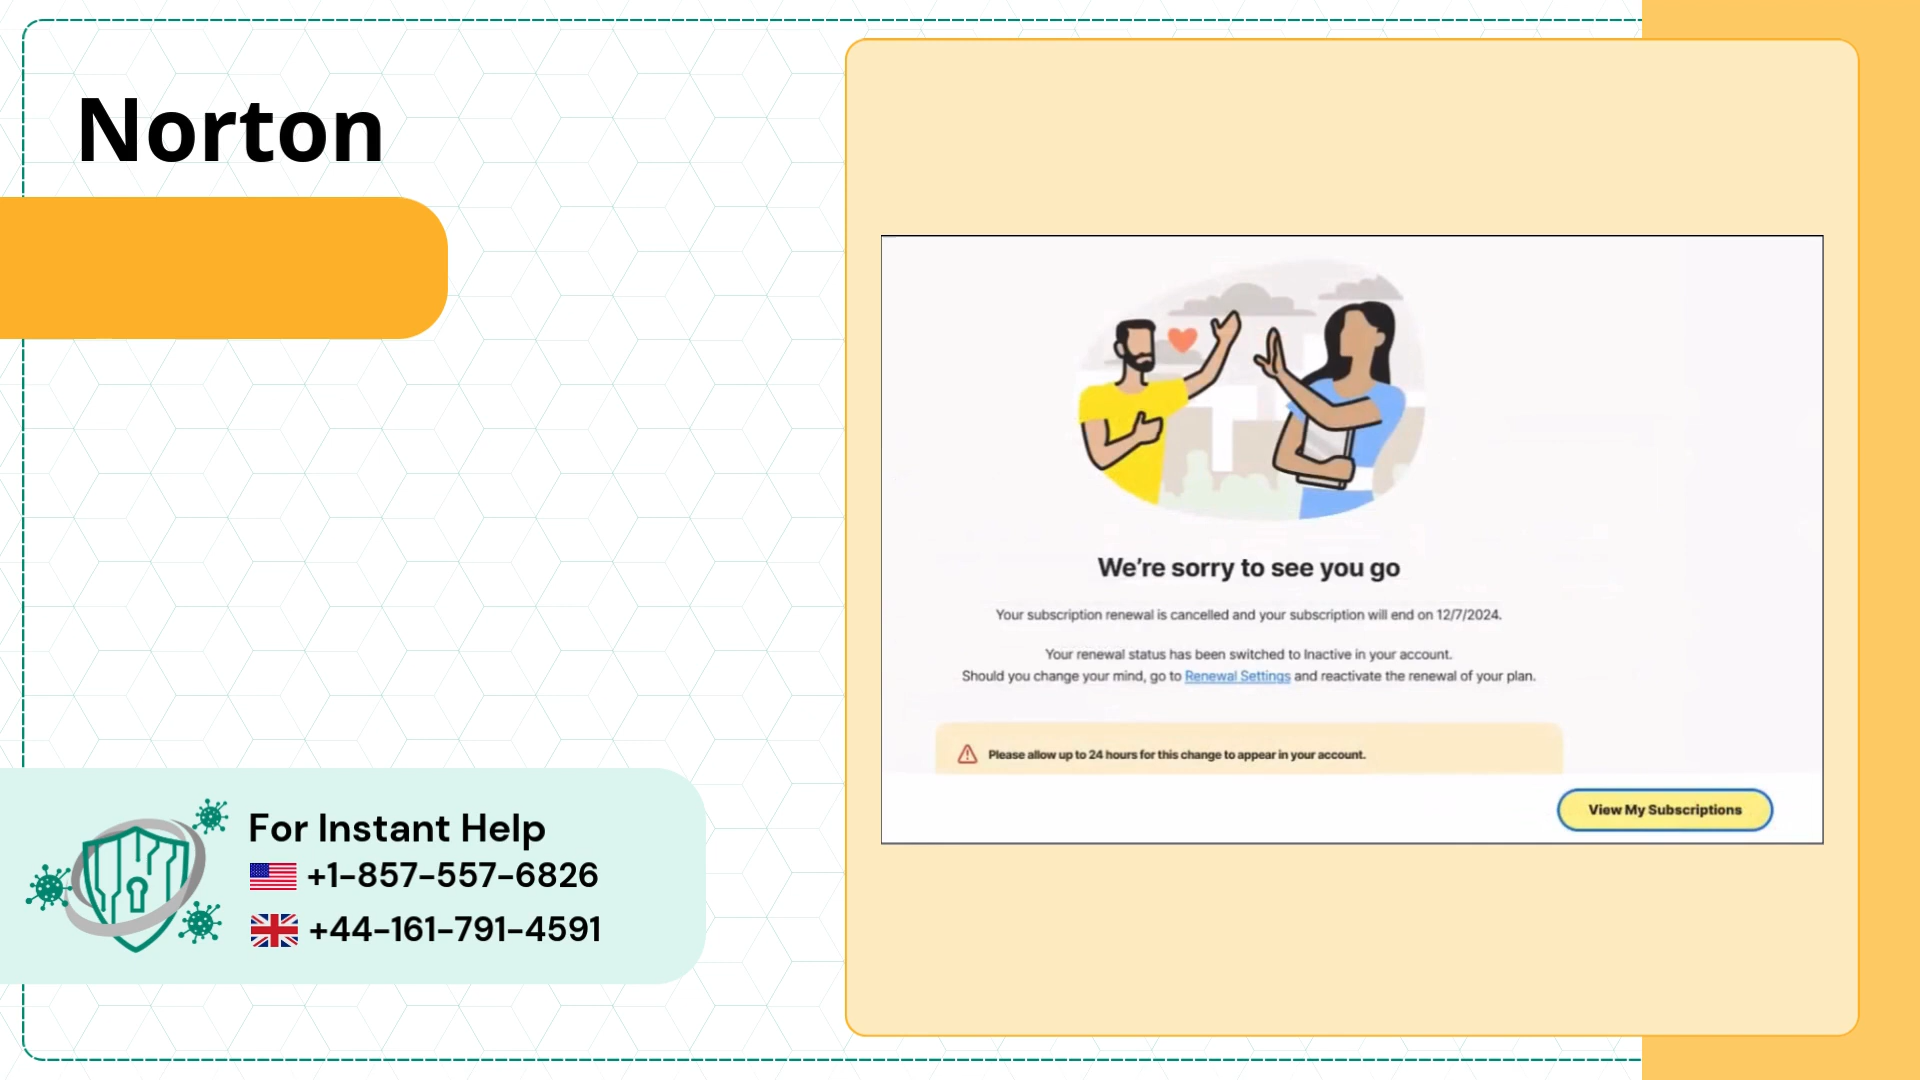 Norton
For Instant Help
+1-857-557-6826
+44-161-791-4591
We're sorry to see you go
Your subscription renewal is cancelled and your subscription will end on 12/7/2024.
Your renewal status has been switched to Inactive in your account.
Should you change your mind, go to Renewal Settings and reactivate the renewal of your plan.
Please allow up to 24 hours for this change to appear in your account.
View My Subscriptions